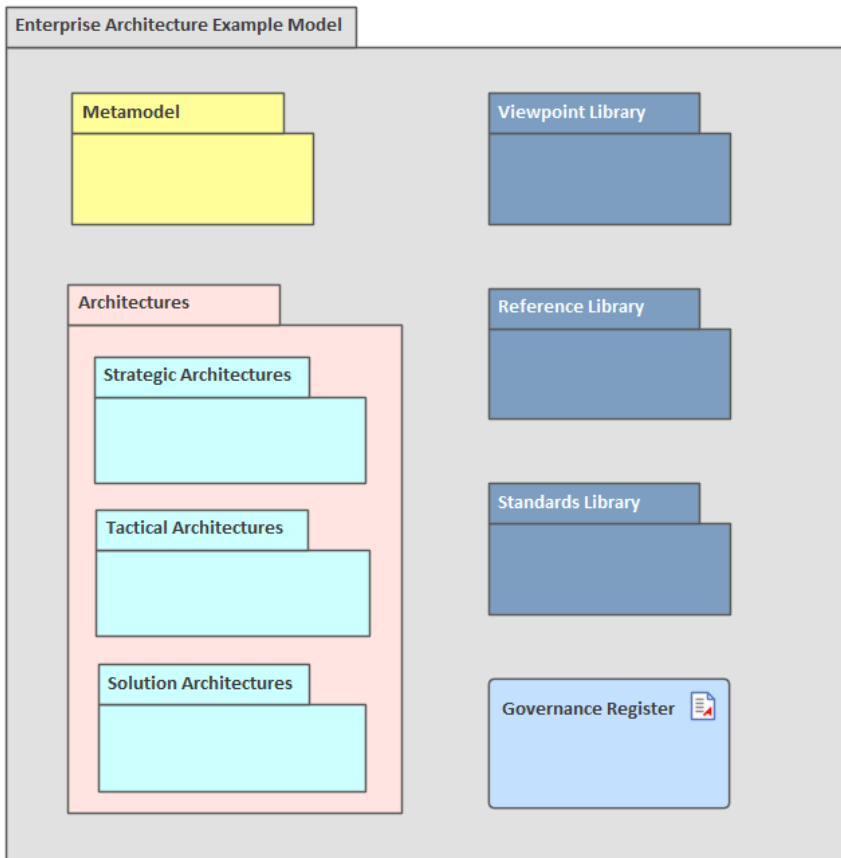 Enterprise Architecture Example Model
Metamodel
Viewpoint Library
Architectures
Reference Library
Strategic Architectures
Tactical Architectures
Standards Library
Solution Architectures
Governance Register